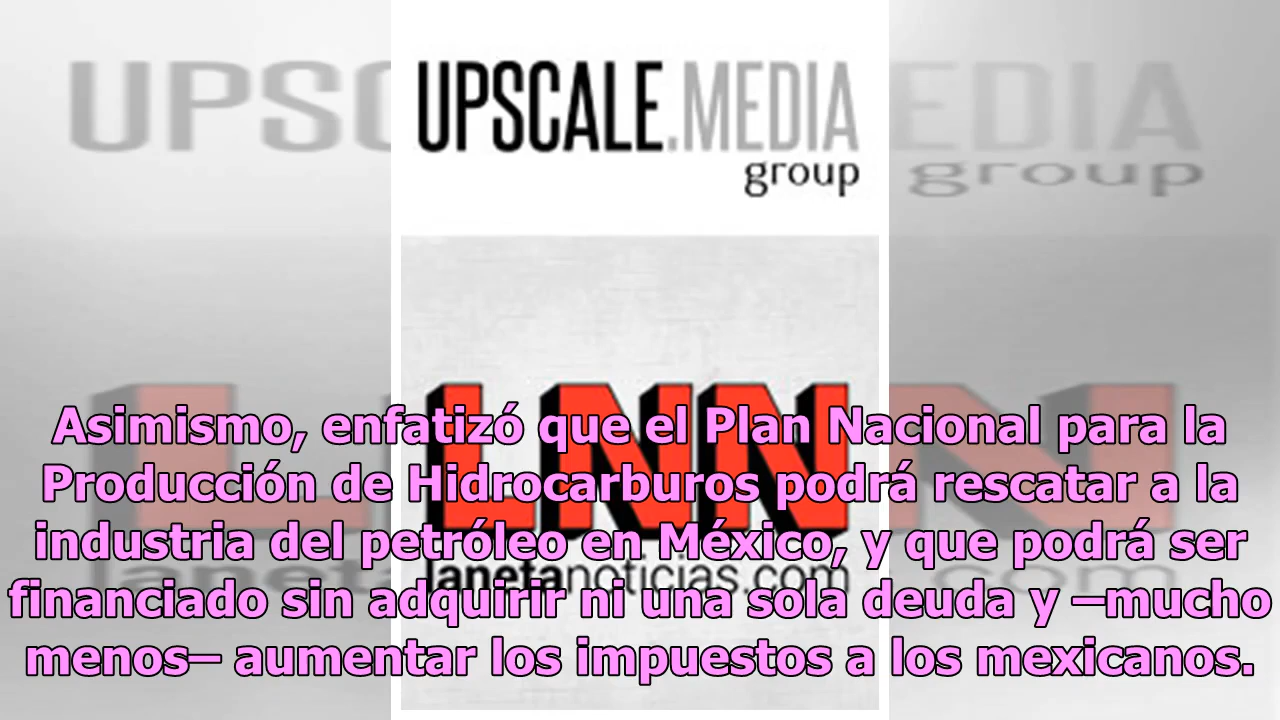 UPSCALE.MEDIA
group
LNN
lanetanoticias.com
Asimismo, enfatizó que el Plan Nacional para la
Producción de Hidrocarburos podrá rescatar a la
industria del petróleo en México, y que podrá ser
financiado sin adquirir ni una sola deuda y —mucho
menos— aumentar los impuestos a los mexicanos.